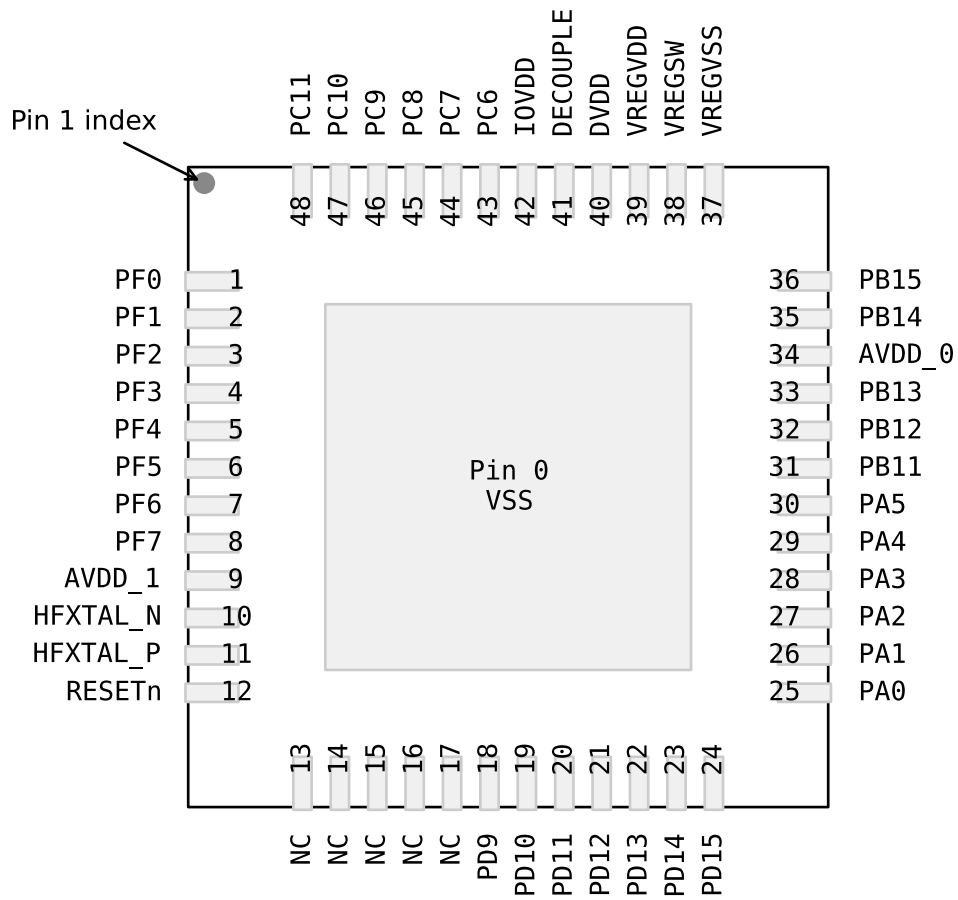 PC11
PC10
PC9
PC8
PC7
PC6
IOVDD
DECOUPLE
DVDD
VREGVDD
VREGSW
VREGVSS
Pin 1 index
48
47
46
45
44
43
42
41
40
39
38
37
PF0 1
36 PB15
PF1 2
35 PB14
PF2 3
34 AVDD_0
PF3 4
33 PB13
PF4 5
32 PB12
PF5 6
31 PB11
Pin 0
VSS
PF6 7
30 PA5
PF7 8
29 PA4
AVDD_1 9
28 PA3
HFXTAL_N 10
27 PA2
HFXTAL_P 11
26 PA1
RESETn 12
25 PA0
13
14
15
16
17
18
19
20
21
22
23
24
NC
NC
NC
NC
NC
PD9
PD10
PD11
PD12
PD13
PD14
PD15